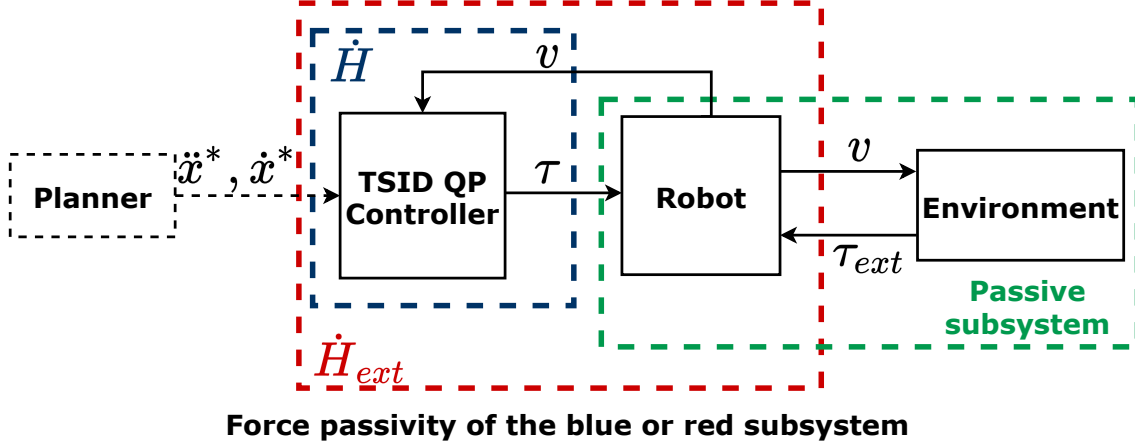 Ḣ
v
ẍ*, ẋ*
Planner
TSID QP
Controller
τ
Robot
v
Environment
τ_ext
Passive
subsystem
Ḣ_ext
Force passivity of the blue or red subsystem